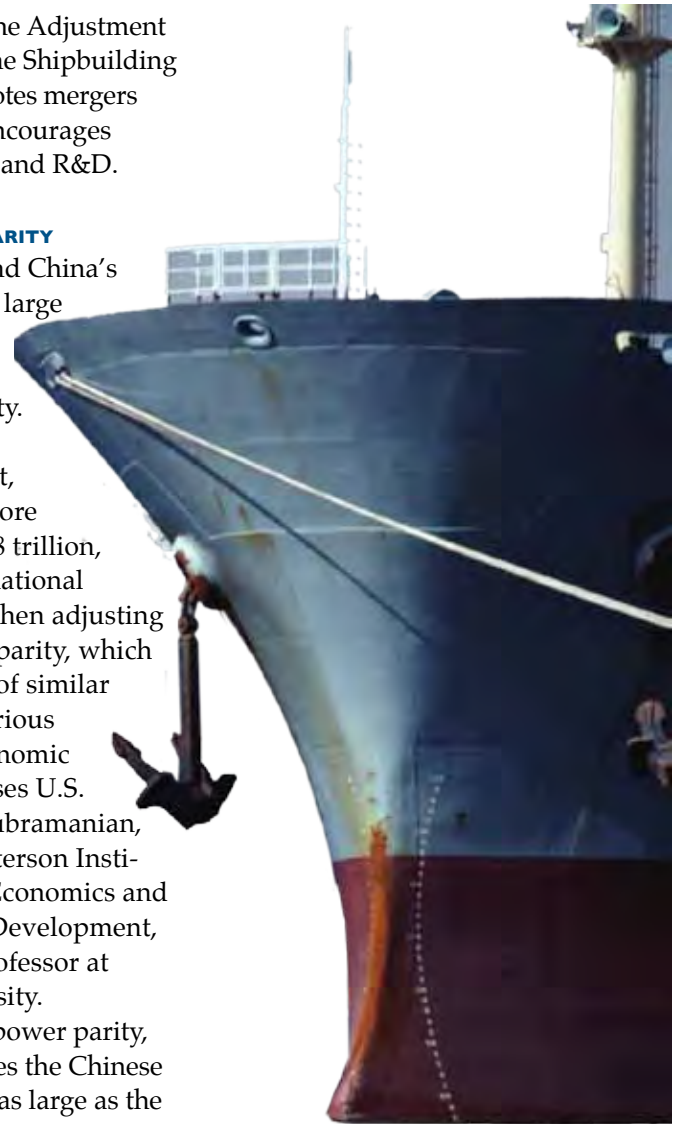 he Adjustment
he Shipbuilding
otes mergers
ncourages
and R&D.
ARITY
nd China's
large
ty.
t,
ore
8 trillion,
national
hen adjusting
parity, which
of similar
rious
nomic
ses U.S.
ubramanian,
terson Insti-
Economics and
Development,
ofessor at
sity.
power parity,
es the Chinese
as large as the